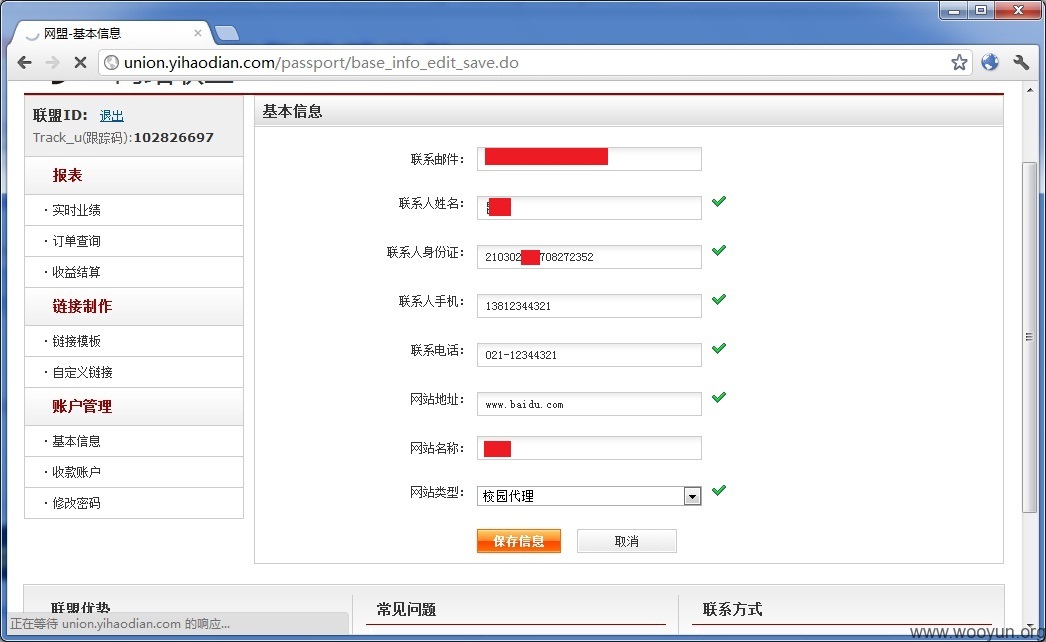 网盟-基本信息
union.yihaodian.com/passport/base_info_edit_save.do
联盟ID: 退出
Track_u(跟踪码):102826697
报表
· 实时业绩
· 订单查询
· 收益结算
链接制作
· 链接模板
· 自定义链接
账户管理
· 基本信息
· 收款账户
· 修改密码
基本信息
联系邮件:
联系人姓名:
联系人身份证: 210302 708272352
联系人手机: 13812344321
联系电话: 021-12344321
网站地址: www.baidu.com
网站名称:
网站类型: 校园代理
保存信息 取消
联盟优势 常见问题 联系方式
正在等待 union.yihaodian.com 的响应...
www.wooyun.org